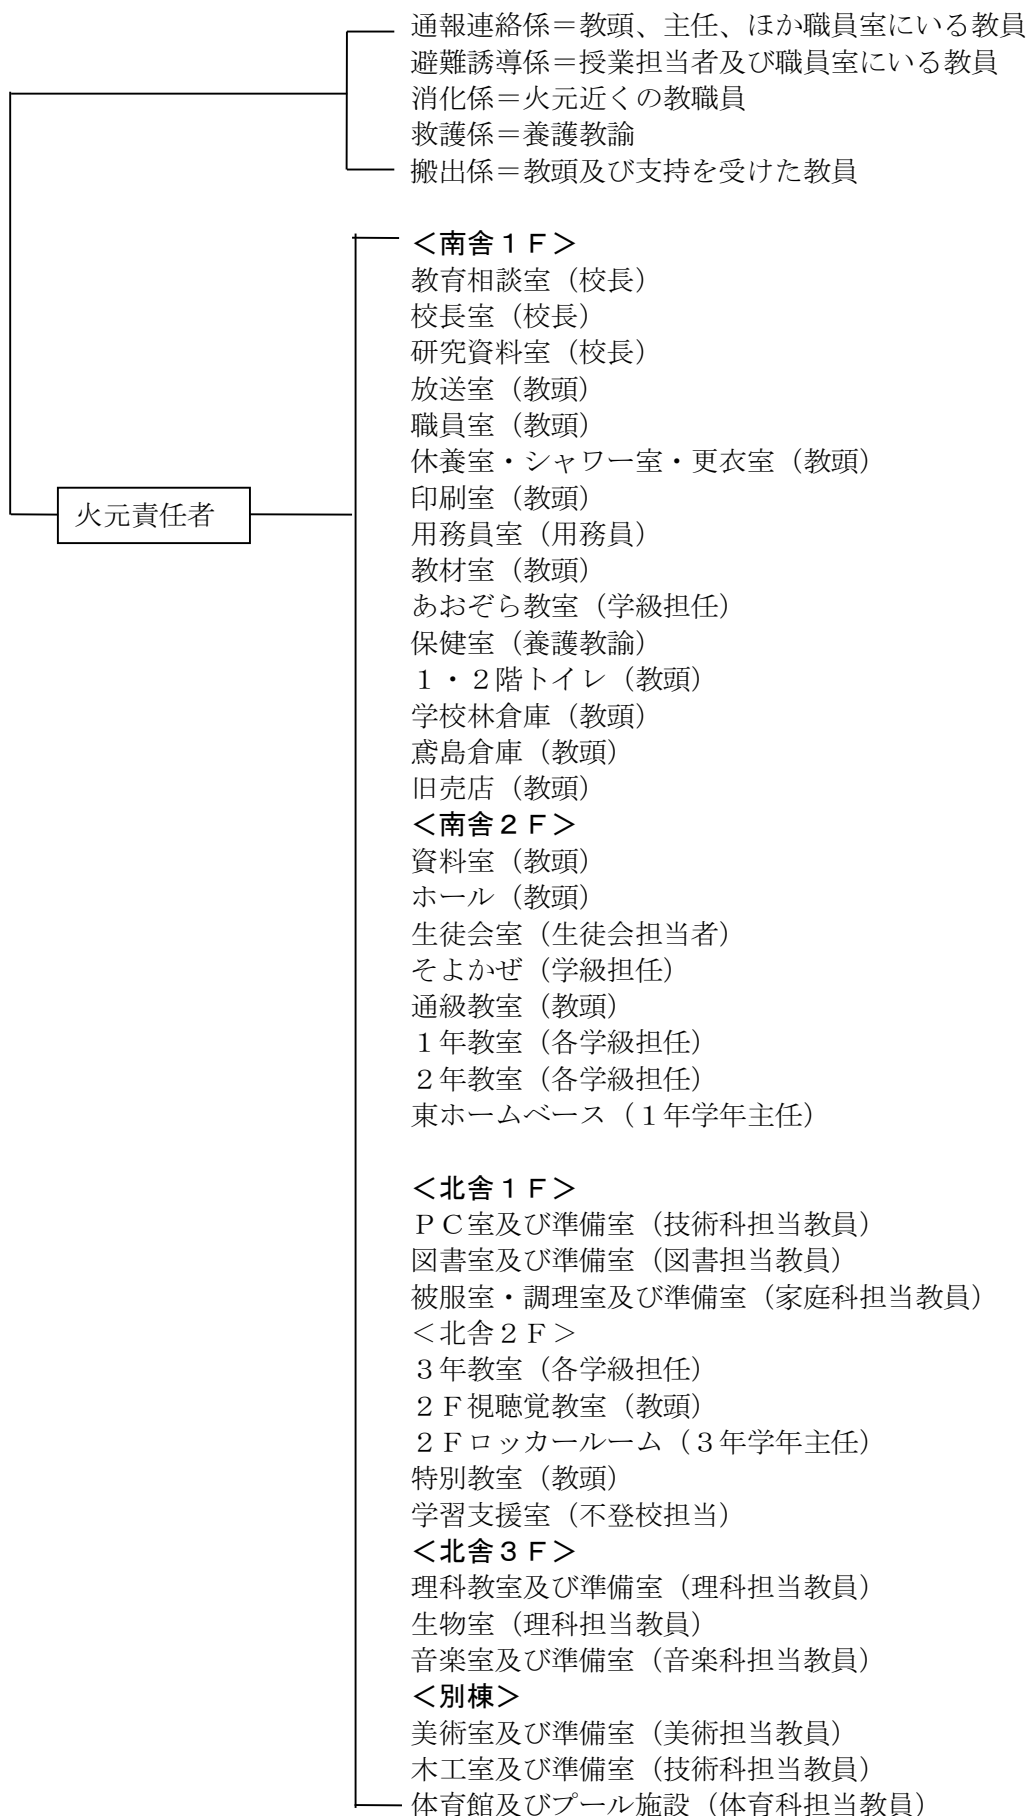 通報連絡係＝教頭、主任、ほか職員室にいる教員
避難誘導係＝授業担当者及び職員室にいる教員
消化係＝火元近くの教職員
救護係＝養護教諭
搬出係＝教頭及び支持を受けた教員
＜南舎１Ｆ＞
教育相談室（校長）
校長室（校長）
研究資料室（校長）
放送室（教頭）
職員室（教頭）
休養室・シャワー室・更衣室（教頭）
印刷室（教頭）
火元責任者
用務員室（用務員）
教材室（教頭）
あおぞら教室（学級担任）
保健室（養護教諭）
１・２階トイレ（教頭）
学校林倉庫（教頭）
鳶島倉庫（教頭）
旧売店（教頭）
＜南舎２Ｆ＞
資料室（教頭）
ホール（教頭）
生徒会室（生徒会担当者）
そよかぜ（学級担任）
通級教室（教頭）
１年教室（各学級担任）
２年教室（各学級担任）
東ホームベース（１年学年主任）
＜北舎１Ｆ＞
ＰＣ室及び準備室（技術科担当教員）
図書室及び準備室（図書担当教員）
被服室・調理室及び準備室（家庭科担当教員）
＜北舎２Ｆ＞
３年教室（各学級担任）
２Ｆ視聴覚教室（教頭）
２Ｆロッカールーム（３年学年主任）
特別教室（教頭）
学習支援室（不登校担当）
＜北舎３Ｆ＞
理科教室及び準備室（理科担当教員）
生物室（理科担当教員）
音楽室及び準備室（音楽科担当教員）
＜別棟＞
美術室及び準備室（美術担当教員）
木工室及び準備室（技術科担当教員）
体育館及びプール施設（体育科担当教員）